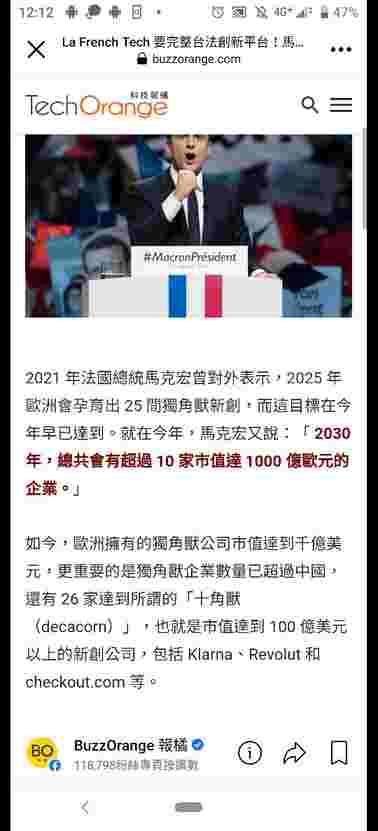 12:12
4G+
47%
La French Tech 要完整台法創新平台！馬...
buzzorange.com
科技報橘
TechOrange
#MacronPrésident
2021 年法國總統馬克宏曾對外表示，2025 年
歐洲會孕育出 25 間獨角獸新創，而這目標在今
年早已達到。就在今年，馬克宏又說：「2030
年，總共會有超過 10 家市值達 1000 億歐元的
企業。」
如今，歐洲擁有的獨角獸公司市值達到千億美
元，更重要的是獨角獸企業數量已超過中國，
還有 26 家達到所謂的「十角獸
（decacorn）」，也就是市值達到 100 億美元
以上的新創公司，包括 Klarna、Revolut 和
checkout.com 等。
BO
BuzzOrange 報橘
118,798粉絲專頁按讚數